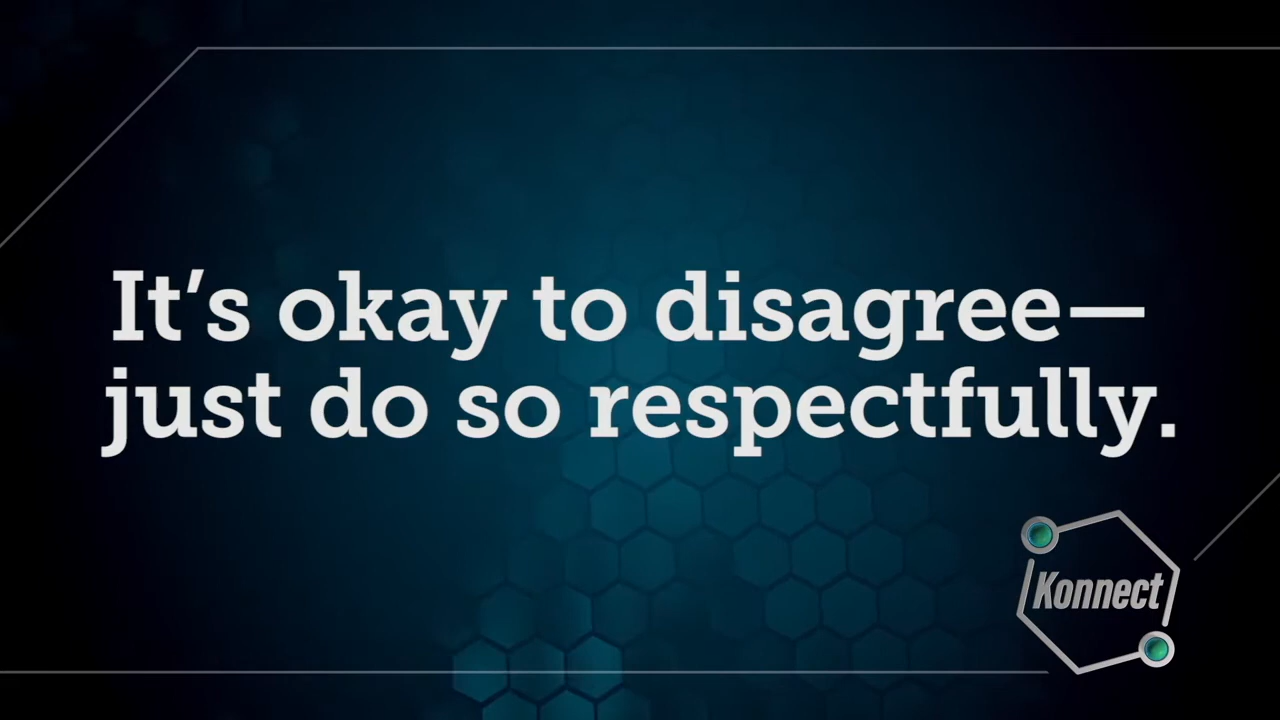 It’s okay to disagree—
just do so respectfully.
Konnect